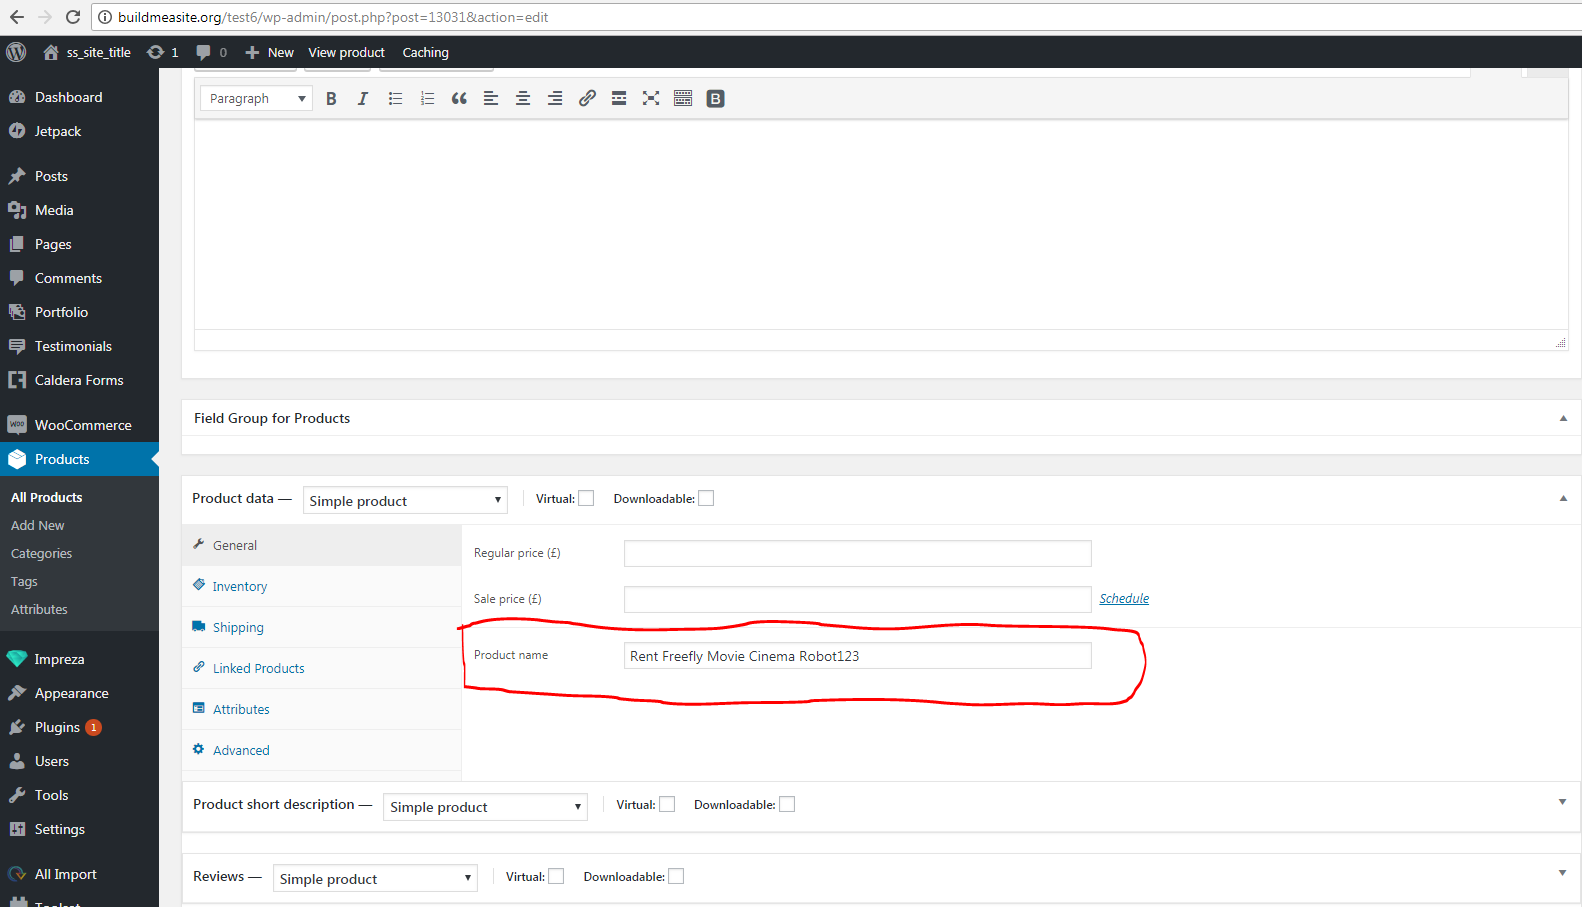 buildmeasite.org/test6/wp-admin/post.php?post=13031&action=edit
ss_site_title 1 0 New View product Caching
Dashboard
Jetpack
Posts
Media
Pages
Comments
Portfolio
Testimonials
Caldera Forms
WooCommerce
Products
All Products
Add New
Categories
Tags
Attributes
Impreza
Appearance
Plugins 1
Users
Tools
Settings
All Import
Paragraph B I B
Field Group for Products
Product data — Simple product Virtual: Downloadable:
General
Inventory
Shipping
Linked Products
Attributes
Advanced
Regular price (£)
Sale price (£) Schedule
Product name Rent Freefly Movie Cinema Robot123
Product short description — Simple product Virtual: Downloadable:
Reviews — Simple product Virtual: Downloadable: